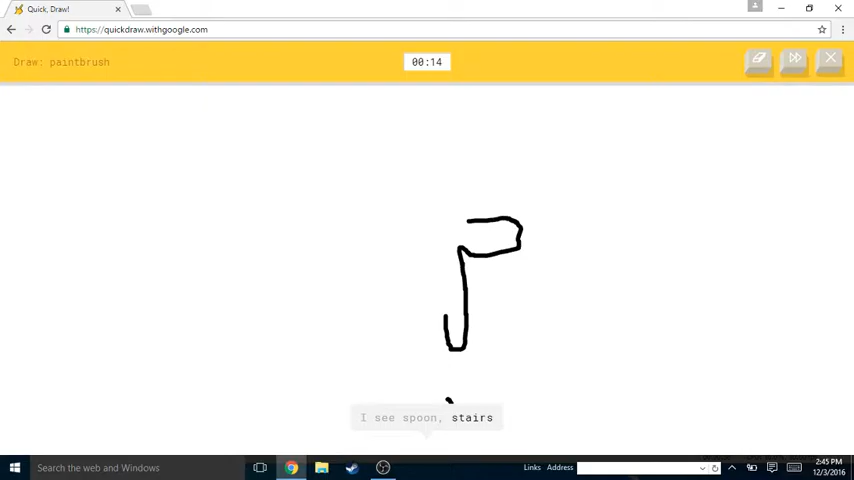 Quick, Draw!
https://quickdraw.withgoogle.com
Draw: paintbrush
00:14
I see spoon, stairs
Search the web and Windows
Links Address
2:45 PM
12/3/2016